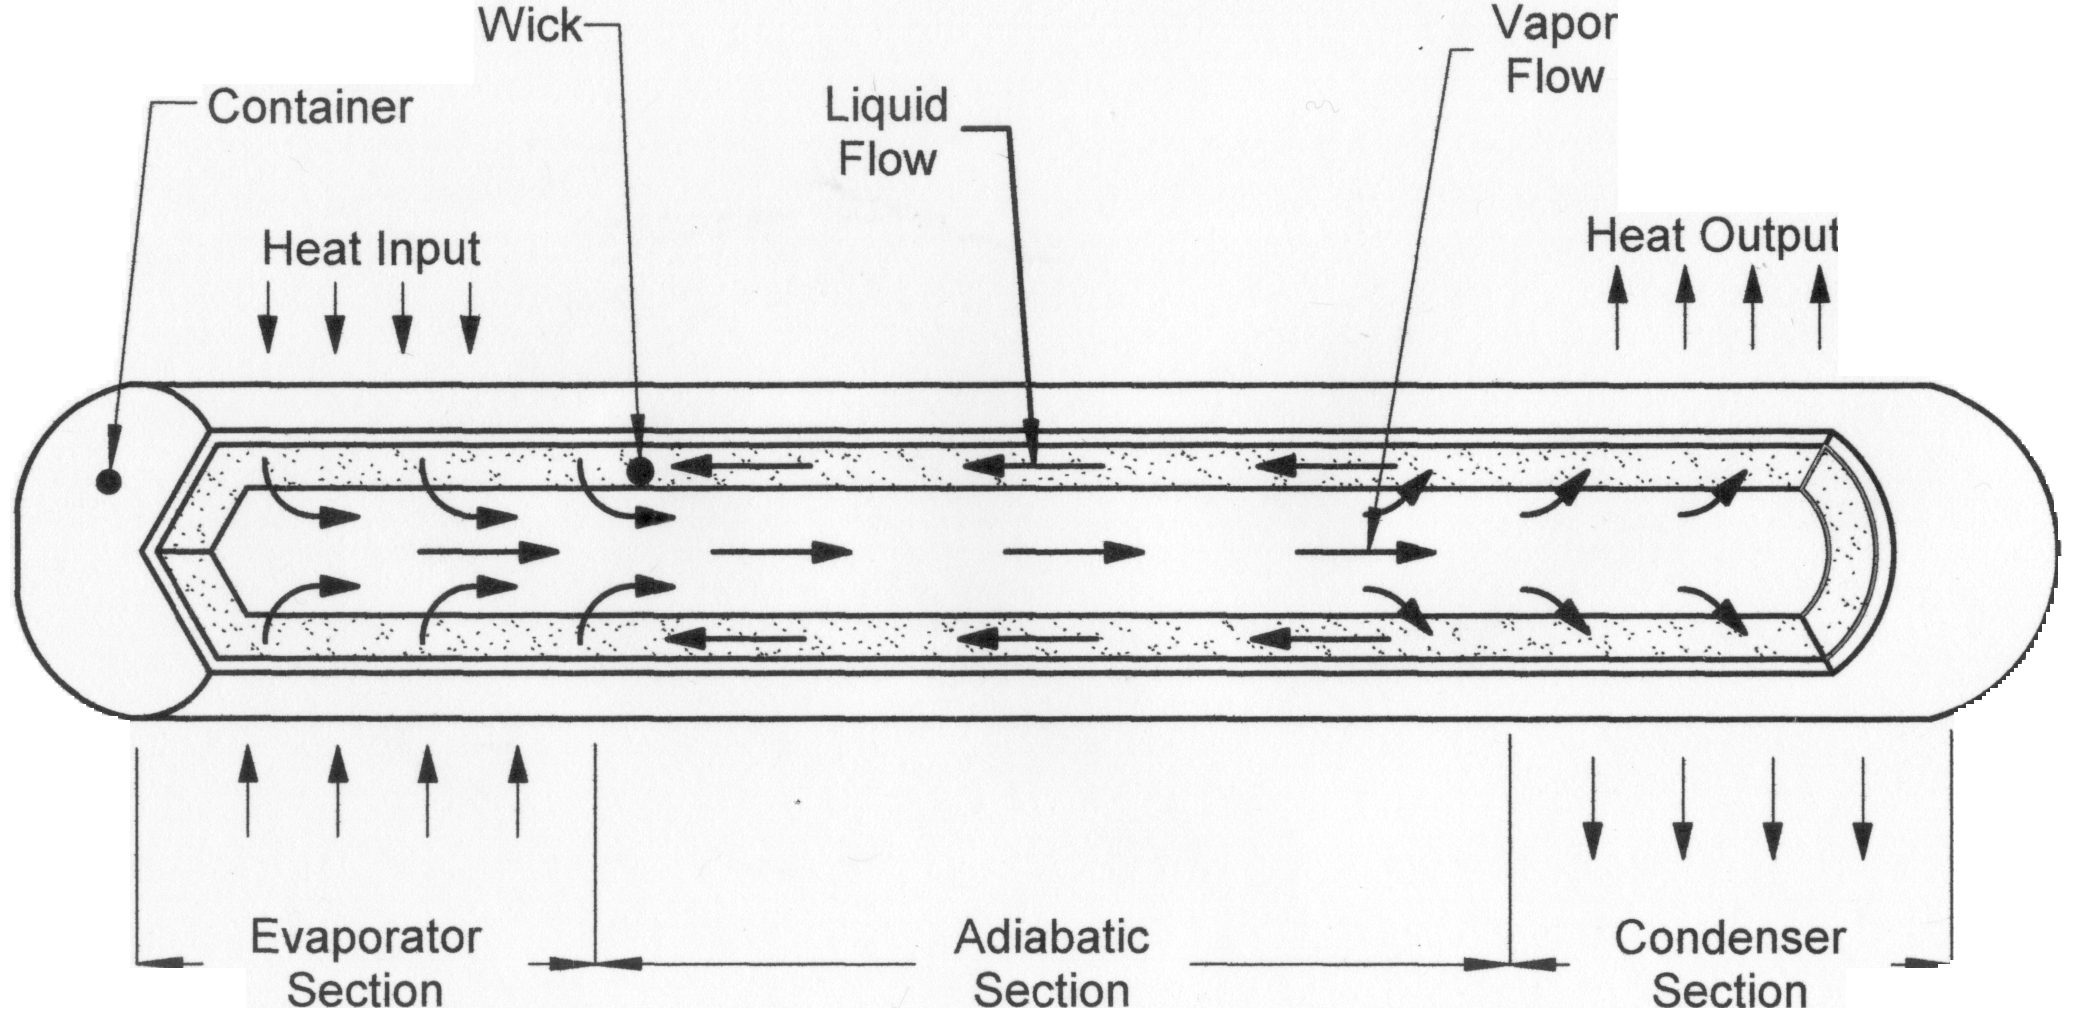 Wick
Vapor
Flow
Container
Liquid
Flow
Heat Input
Heat Output
Evaporator
Section
Adiabatic
Section
Condenser
Section